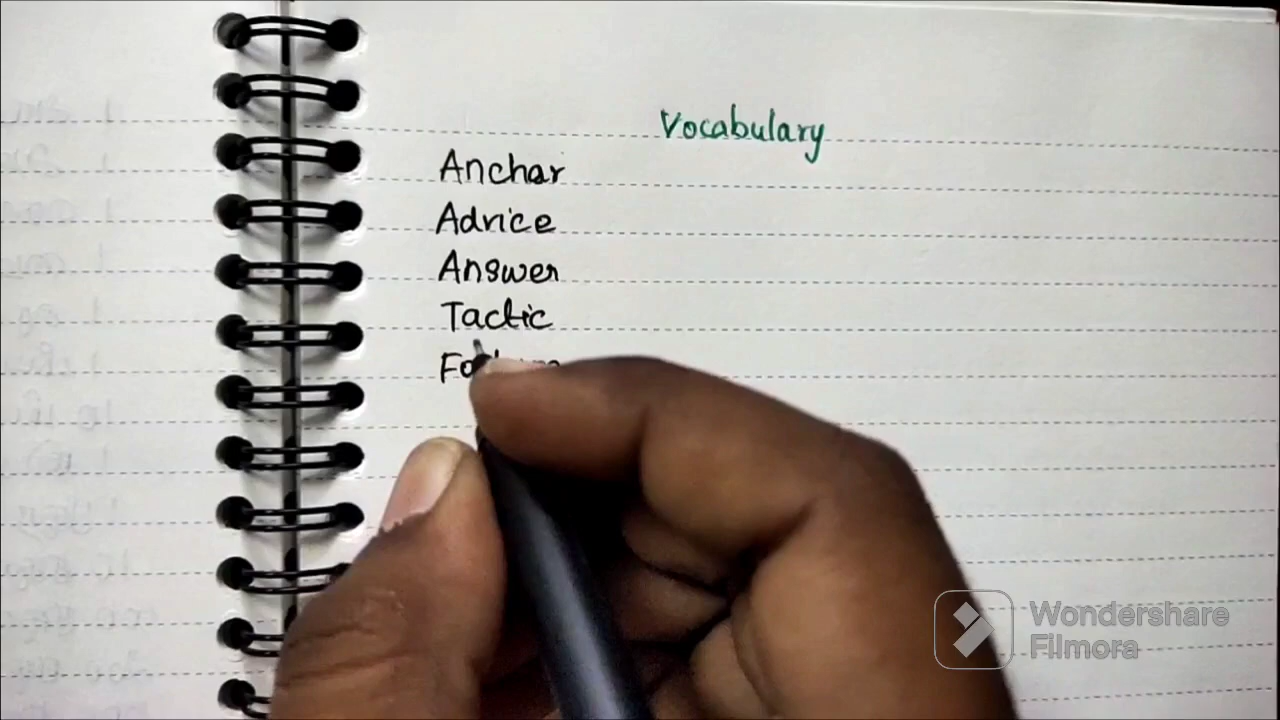 Vocabulary
Anchar
Advice
Answer
Tactic
Wondershare
Filmora